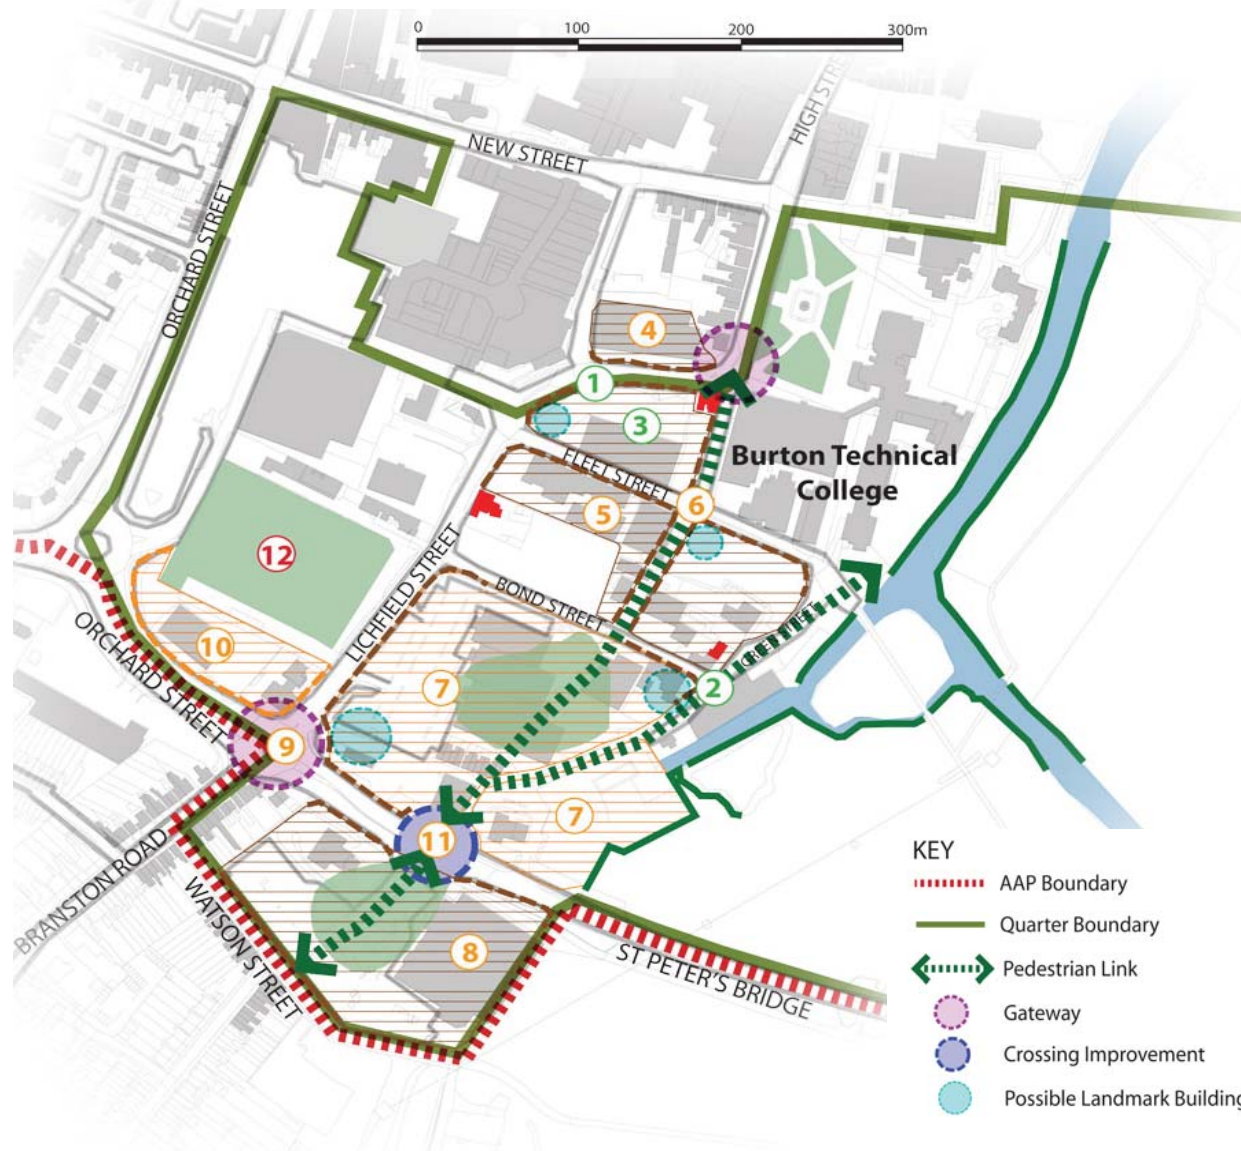 0
100
200
300m
HIGH STRE
NEW STREET
ORCHARD STREET
4
1
3
FLEET STREET
Burton Technical
College
6
5
12
LICHFIELD STREET
BOND STREET
10
ORCHARD STREET
7
2
9
7
11
BRANSTON ROAD
WATSON STREET
8
ST PETER'S BRIDGE
KEY
AAP Boundary
Quarter Boundary
Pedestrian Link
Gateway
Crossing Improvement
Possible Landmark Building